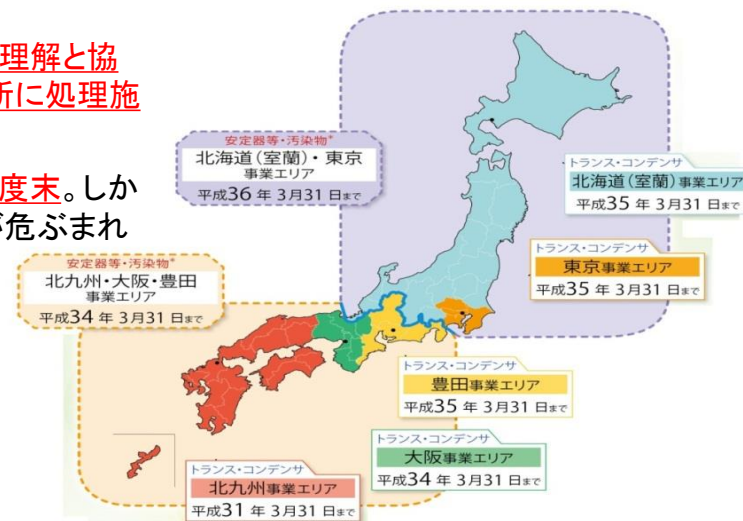 理解と協
所に処理施
度末。しか
が危ぶまれ
安定器等・汚染物*
北海道(室蘭)・東京
事業エリア
平成36年3月31日まで
トランス・コンデンサ
北海道(室蘭)事業エリア
平成35年3月31日まで
トランス・コンデンサ
東京事業エリア
平成35年3月31日まで
安定器等・汚染物*
北九州・大阪・豊田
事業エリア
平成34年3月31日まで
トランス・コンデンサ
豊田事業エリア
平成35年3月31日まで
トランス・コンデンサ
大阪事業エリア
平成34年3月31日まで
トランス・コンデンサ
北九州事業エリア
平成31年3月31日まで